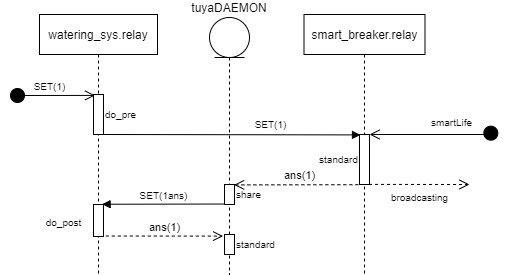 tuyaDAEMON
watering_sys.relay
smart_breaker.relay
SET(1)
do_pre
SET(1)
smartLife
standard
ans(1)
SET(1ans)
share
broadcasting
do_post
ans(1)
standard